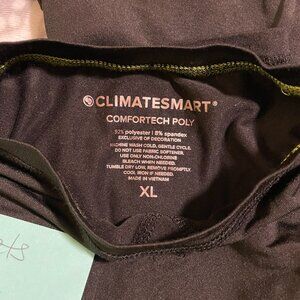 CLIMATESMART®
COMFORTECH POLY
92% polyester | 8% spandex
EXCLUSIVE OF DECORATION
MACHINE WASH COLD, GENTLE CYCLE.
DO NOT USE FABRIC SOFTENER.
USE ONLY NON-CHLORINE
BLEACH WHEN NEEDED.
TUMBLE DRY LOW, REMOVE PROMPTLY.
COOL IRON IF NEEDED.
MADE IN VIETNAM
XL